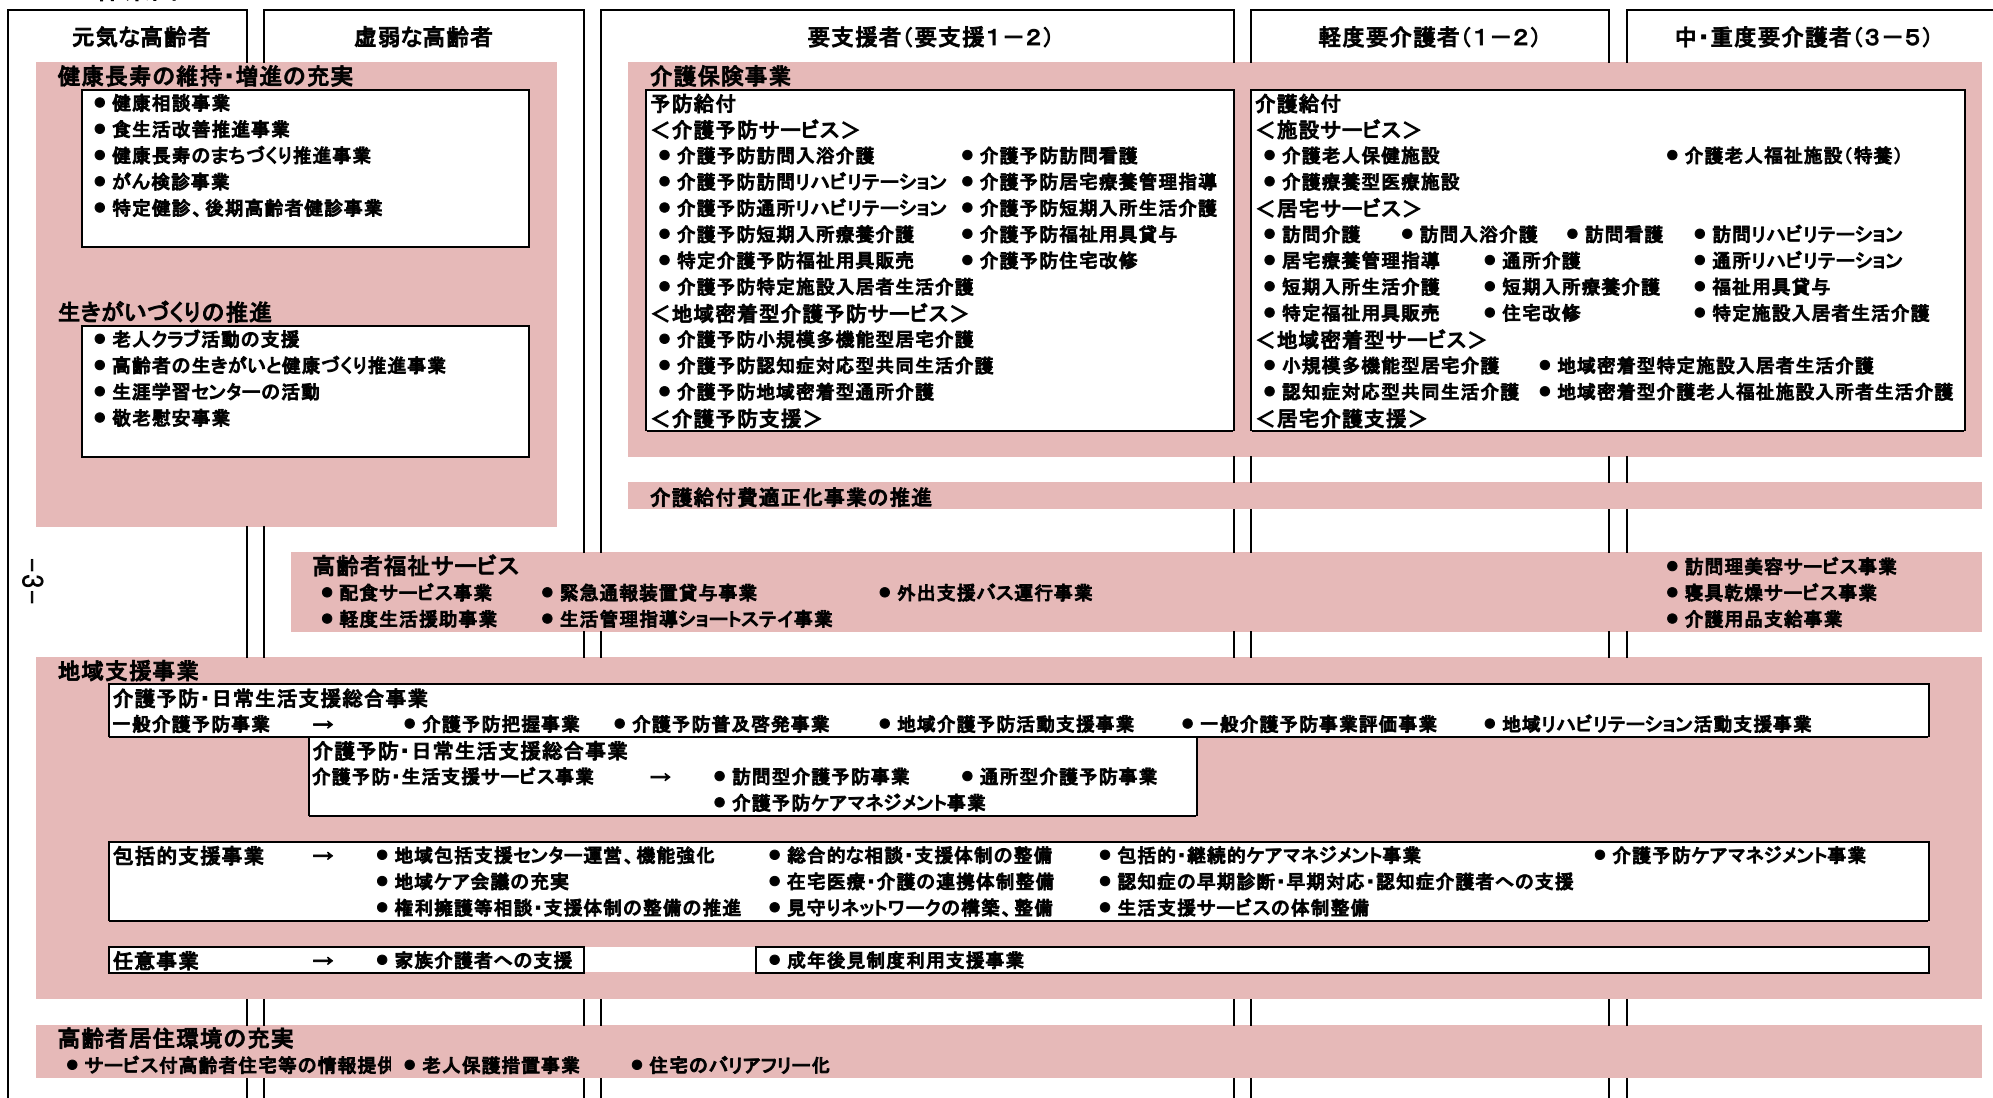 元気な高齢者
虚弱な高齢者
要支援者(要支援1-2)
軽度要介護者(1-2)
中・重度要介護者(3-5)
健康長寿の維持・増進の充実
● 健康相談事業
● 食生活改善推進事業
● 健康長寿のまちづくり推進事業
● がん検診事業
● 特定健診、後期高齢者健診事業
生きがいづくりの推進
● 老人クラブ活動の支援
● 高齢者の生きがいと健康づくり推進事業
● 生涯学習センターの活動
● 敬老慰安事業
介護保険事業
予防給付
<介護予防サービス>
● 介護予防訪問入浴介護 ● 介護予防訪問看護
● 介護予防訪問リハビリテーション ● 介護予防居宅療養管理指導
● 介護予防通所リハビリテーション ● 介護予防短期入所生活介護
● 介護予防短期入所療養介護 ● 介護予防福祉用具貸与
● 特定介護予防福祉用具販売 ● 介護予防住宅改修
● 介護予防特定施設入居者生活介護
<地域密着型介護予防サービス>
● 介護予防小規模多機能型居宅介護
● 介護予防認知症対応型共同生活介護
● 介護予防地域密着型通所介護
<介護予防支援>
介護給付
<施設サービス>
● 介護老人保健施設 ● 介護老人福祉施設(特養)
● 介護療養型医療施設
<居宅サービス>
● 訪問介護 ● 訪問入浴介護 ● 訪問看護 ● 訪問リハビリテーション
● 居宅療養管理指導 ● 通所介護 ● 通所リハビリテーション
● 短期入所生活介護 ● 短期入所療養介護 ● 福祉用具貸与
● 特定福祉用具販売 ● 住宅改修 ● 特定施設入居者生活介護
<地域密着型サービス>
● 小規模多機能型居宅介護 ● 地域密着型特定施設入居者生活介護
● 認知症対応型共同生活介護 ● 地域密着型介護老人福祉施設入所者生活介護
<居宅介護支援>
介護給付費適正化事業の推進
-3-
高齢者福祉サービス
● 配食サービス事業 ● 緊急通報装置貸与事業 ● 外出支援バス運行事業
● 軽度生活援助事業 ● 生活管理指導ショートステイ事業
● 訪問理美容サービス事業
● 寝具乾燥サービス事業
● 介護用品支給事業
地域支援事業
介護予防・日常生活支援総合事業
一般介護予防事業 → ● 介護予防把握事業 ● 介護予防普及啓発事業 ● 地域介護予防活動支援事業 ● 一般介護予防事業評価事業 ● 地域リハビリテーション活動支援事業
介護予防・日常生活支援総合事業
介護予防・生活支援サービス事業 → ● 訪問型介護予防事業 ● 通所型介護予防事業
● 介護予防ケアマネジメント事業
包括的支援事業 → ● 地域包括支援センター運営、機能強化 ● 総合的な相談・支援体制の整備 ● 包括的・継続的ケアマネジメント事業 ● 介護予防ケアマネジメント事業
● 地域ケア会議の充実 ● 在宅医療・介護の連携体制整備 ● 認知症の早期診断・早期対応・認知症介護者への支援
● 権利擁護等相談・支援体制の整備の推進 ● 見守りネットワークの構築、整備 ● 生活支援サービスの体制整備
任意事業 → ● 家族介護者への支援 ● 成年後見制度利用支援事業
高齢者居住環境の充実
● サービス付高齢者住宅等の情報提供 ● 老人保護措置事業 ● 住宅のバリアフリー化